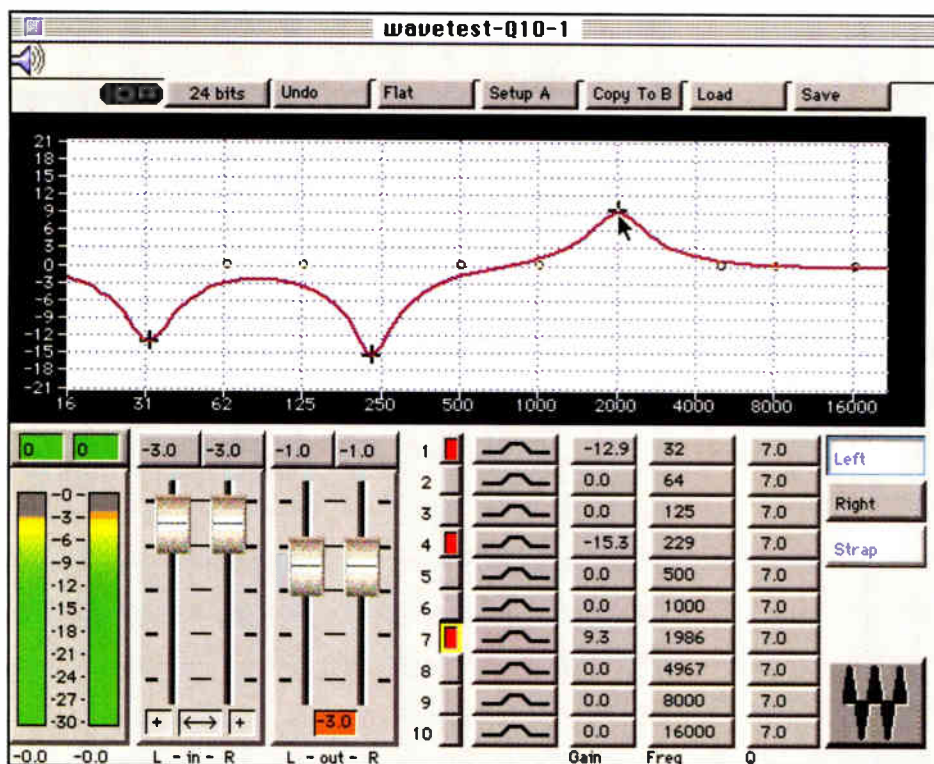 wavetest-Q10-1
24 bits Undo Flat Setup A Copy To B Load Save
21
18
15
12
9
6
3
0
-3
-6
-9
-12
-15
-18
-21
16 31 62 125 250 500 1000 2000 4000 8000 16000
0 0 -3.0 -3.0 -1.0 -1.0
-0-
-3-
-6-
-9-
-12-
-15-
-18-
-21-
-24-
-27-
-30-
-0.0 -0.0
+ ↔ +
L - in - R
-3.0
L - out - R
1 -12.9 32 7.0
2 0.0 64 7.0
3 0.0 125 7.0
4 -15.3 229 7.0
5 0.0 500 7.0
6 0.0 1000 7.0
7 9.3 1986 7.0
8 0.0 4967 7.0
9 0.0 8000 7.0
10 0.0 16000 7.0
Gain Freq Q
Left
Right
Strap